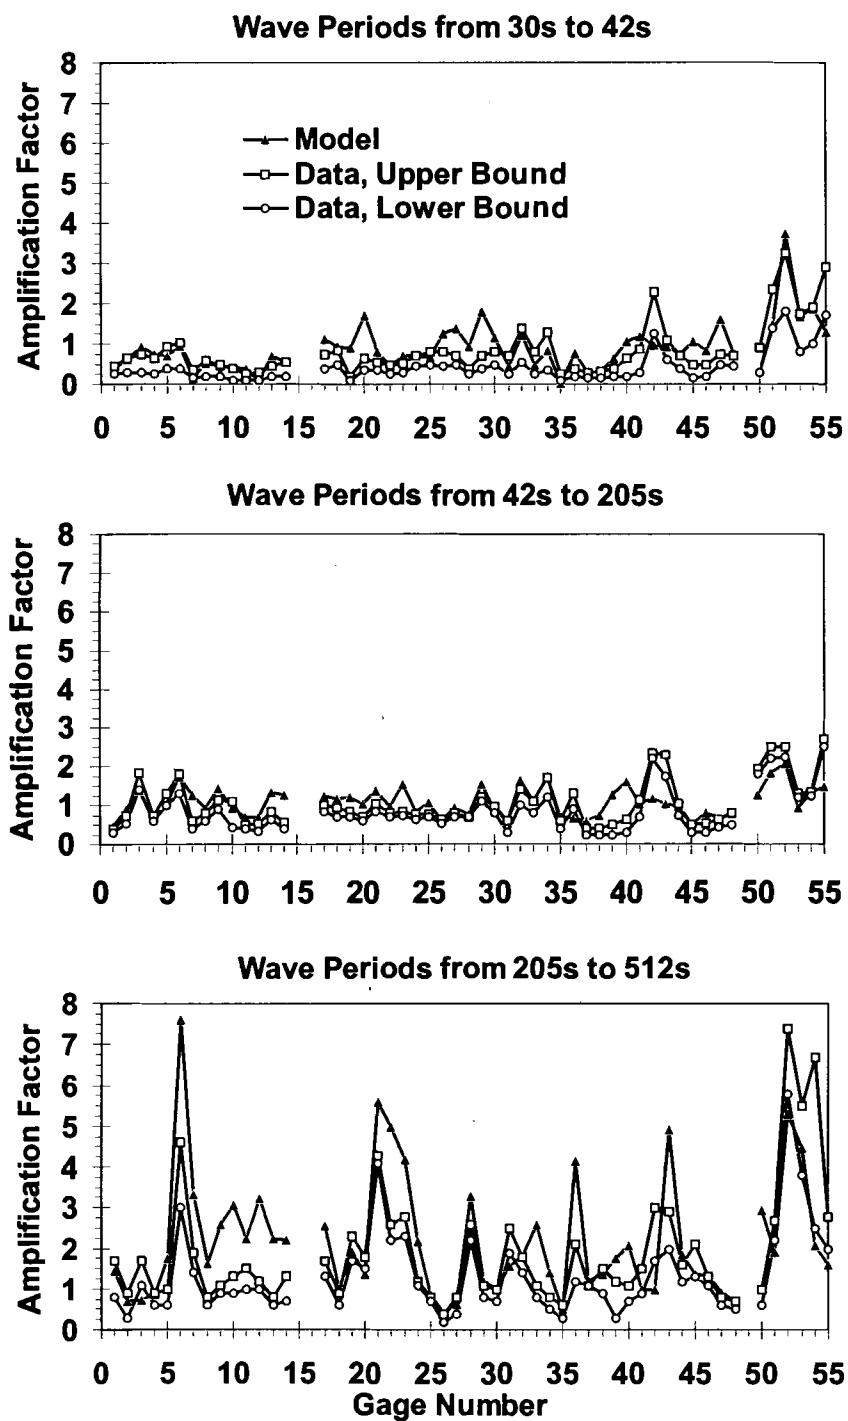 Wave Periods from 30s to 42s
Amplification Factor
8
7
6
5
4
3
2
1
0
Model
Data, Upper Bound
Data, Lower Bound
0 5 10 15 20 25 30 35 40 45 50 55
Wave Periods from 42s to 205s
Amplification Factor
8
7
6
5
4
3
2
1
0
0 5 10 15 20 25 30 35 40 45 50 55
Wave Periods from 205s to 512s
Amplification Factor
8
7
6
5
4
3
2
1
0
0 5 10 15 20 25 30 35 40 45 50 55
Gage Number